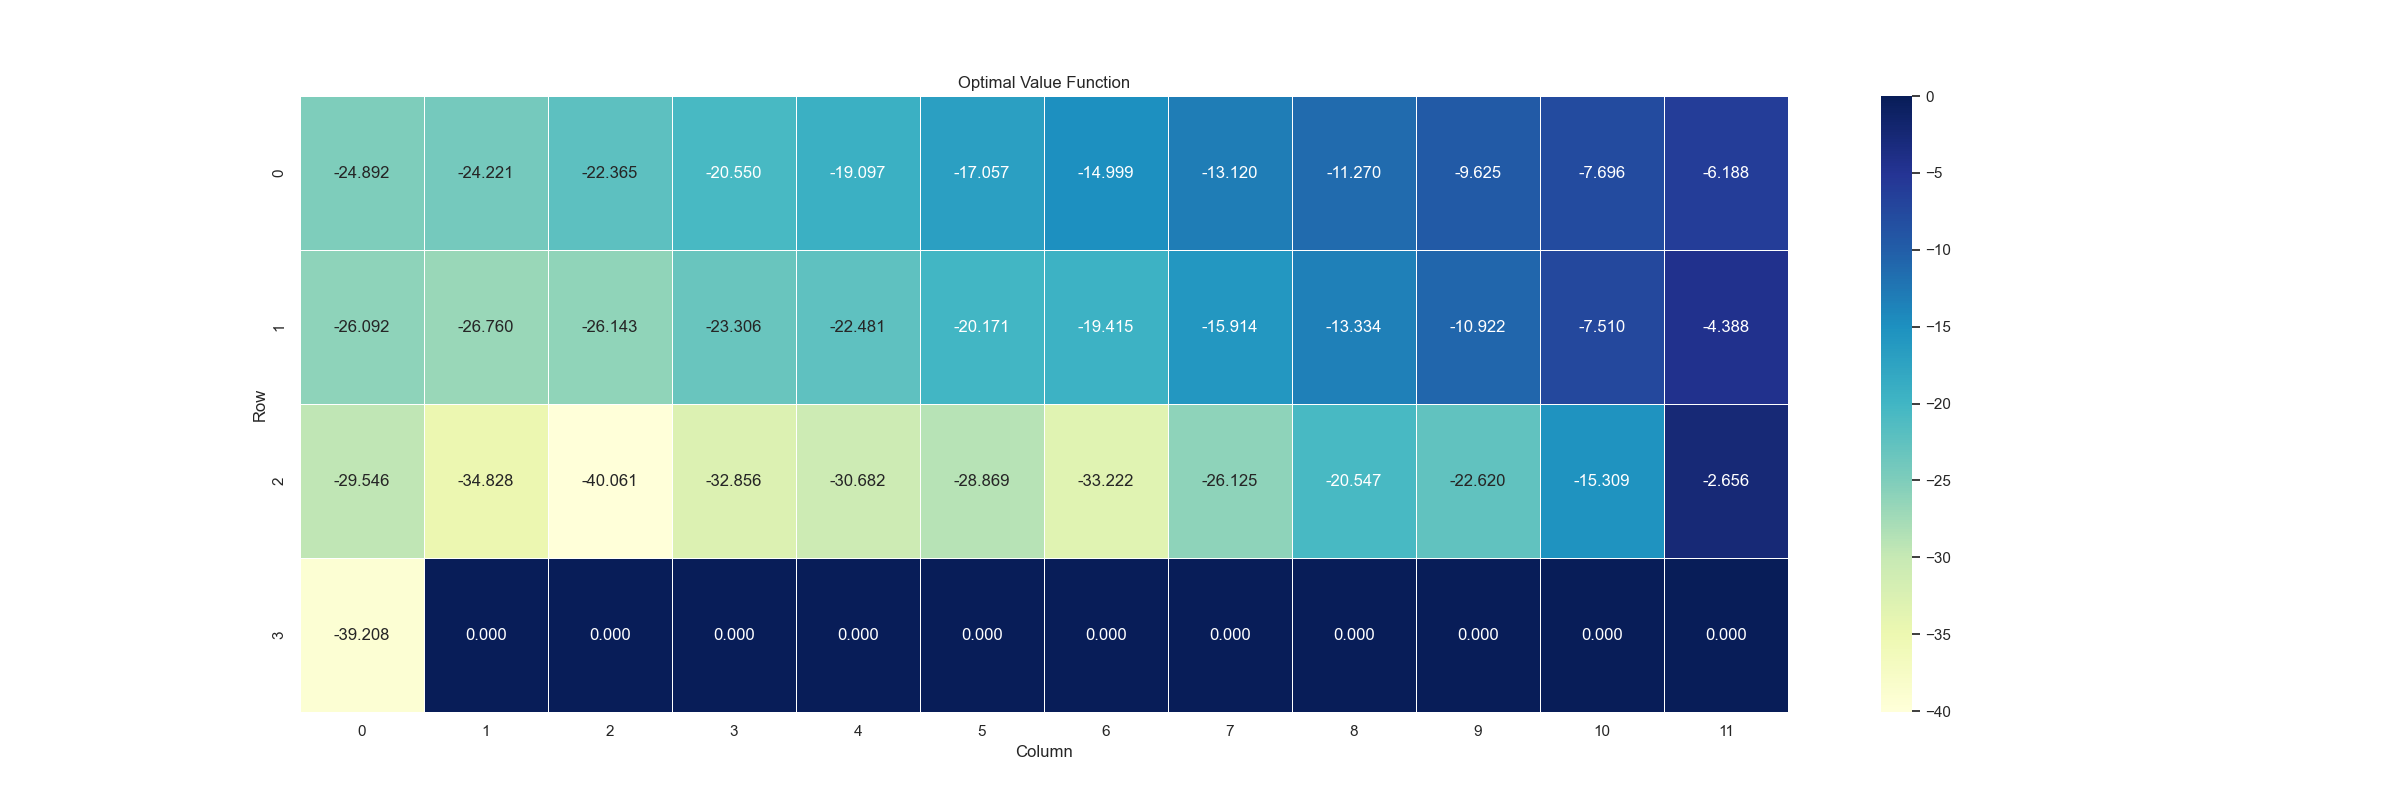 Optimal Value Function
0 -24.892 -24.221 -22.365 -20.550 -19.097 -17.057 -14.999 -13.120 -11.270 -9.625 -7.696 -6.188
1 -26.092 -26.760 -26.143 -23.306 -22.481 -20.171 -19.415 -15.914 -13.334 -10.922 -7.510 -4.388
2 -29.546 -34.828 -40.061 -32.856 -30.682 -28.869 -33.222 -26.125 -20.547 -22.620 -15.309 -2.656
3 -39.208 0.000 0.000 0.000 0.000 0.000 0.000 0.000 0.000 0.000 0.000 0.000
0 1 2 3 4 5 6 7 8 9 10 11
Column
Row
0
−5
−10
−15
−20
−25
−30
−35
−40